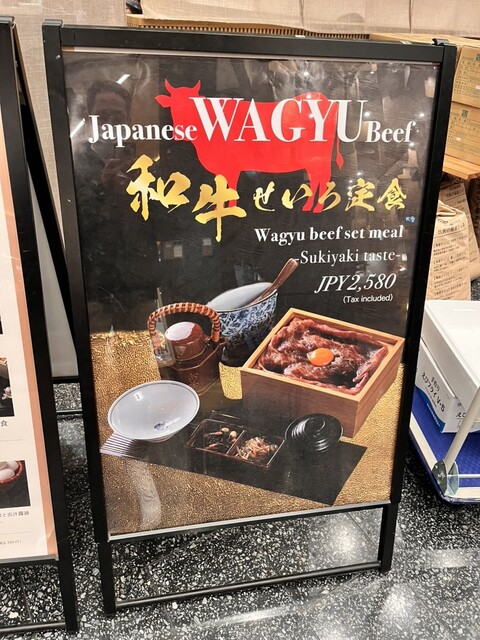 Japanese WAGYU Beef
和牛せいろ定食
Wagyu beef set meal
-Sukiyaki taste-
JPY2,580
(Tax included)